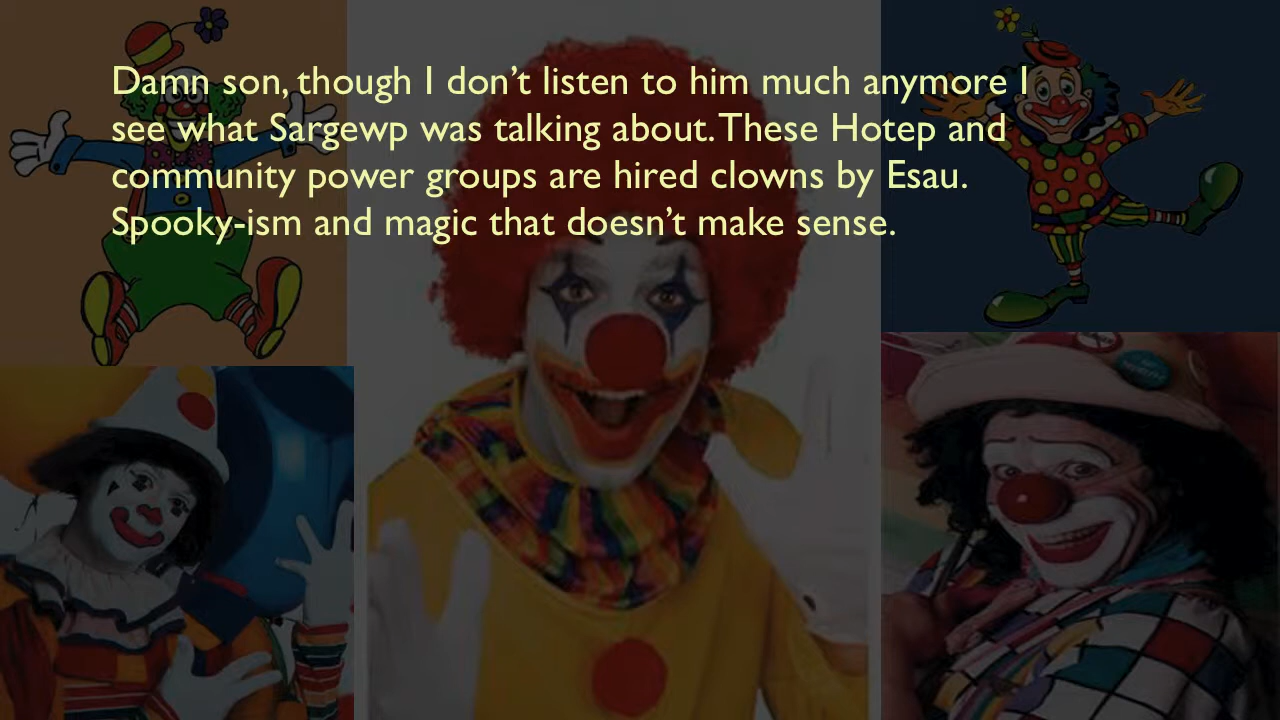 Damn son, though I don’t listen to him much anymore I
see what Sargewp was talking about. These Hotep and
community power groups are hired clowns by Esau.
Spooky-ism and magic that doesn’t make sense.